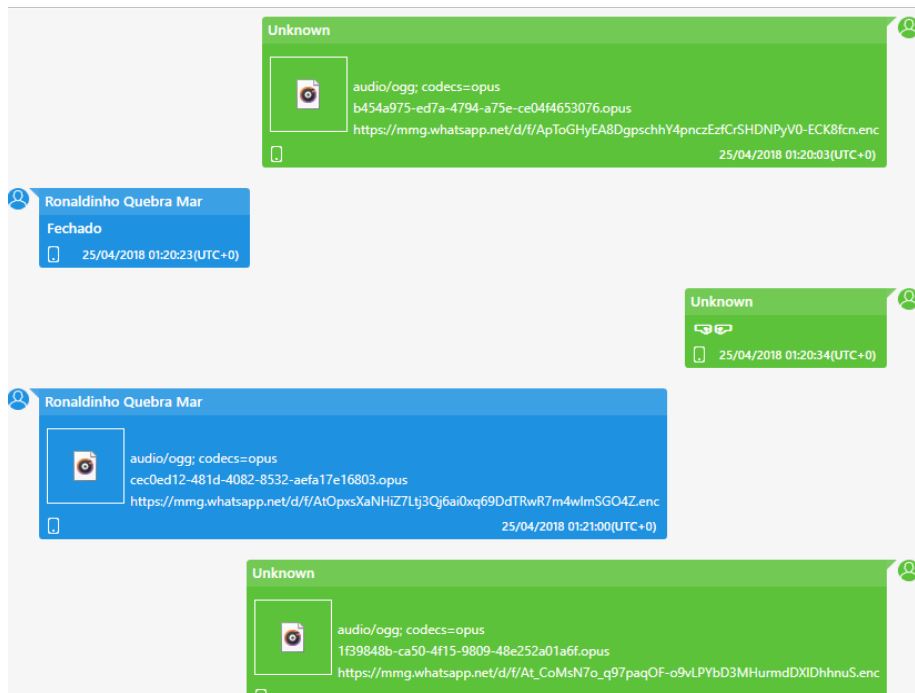 Unknown
audio/ogg; codecs=opus
b454a975-ed7a-4794-a75e-ce04f4653076.opus
https://mmg.whatsapp.net/d/f/ApToGHyEA8DgpschhY4pnczEzfCrSHDNPyV0-ECK8fcn.enc
25/04/2018 01:20:03(UTC+0)
Ronaldinho Quebra Mar
Fechado
25/04/2018 01:20:23(UTC+0)
Unknown
🤜🤛
25/04/2018 01:20:34(UTC+0)
Ronaldinho Quebra Mar
audio/ogg; codecs=opus
cec0ed12-481d-4082-8532-aefa17e16803.opus
https://mmg.whatsapp.net/d/f/AtOpxsXaNHiZ7Ltj3Qj6ai0xq69DdTRwR7m4wlmSGO4Z.enc
25/04/2018 01:21:00(UTC+0)
Unknown
audio/ogg; codecs=opus
1f39848b-ca50-4f15-9809-48e252a01a6f.opus
https://mmg.whatsapp.net/d/f/At_CoMsN7o_q97paqOF-o9vLPYbD3MHurmdDXIDhhnuS.enc